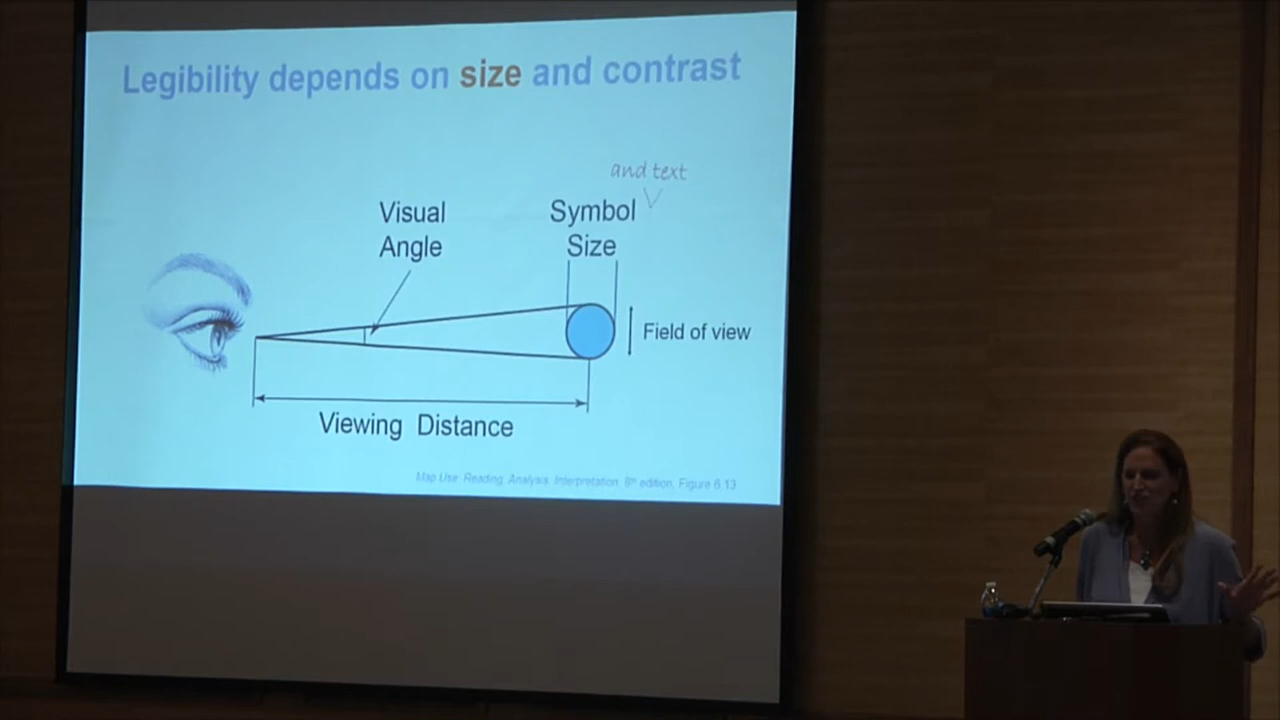 Legibility depends on size and contrast
and text
Visual
Angle
Symbol
Size
Field of view
Viewing Distance
Map Use: Reading, Analysis, Interpretation, 8th edition, Figure 6.13